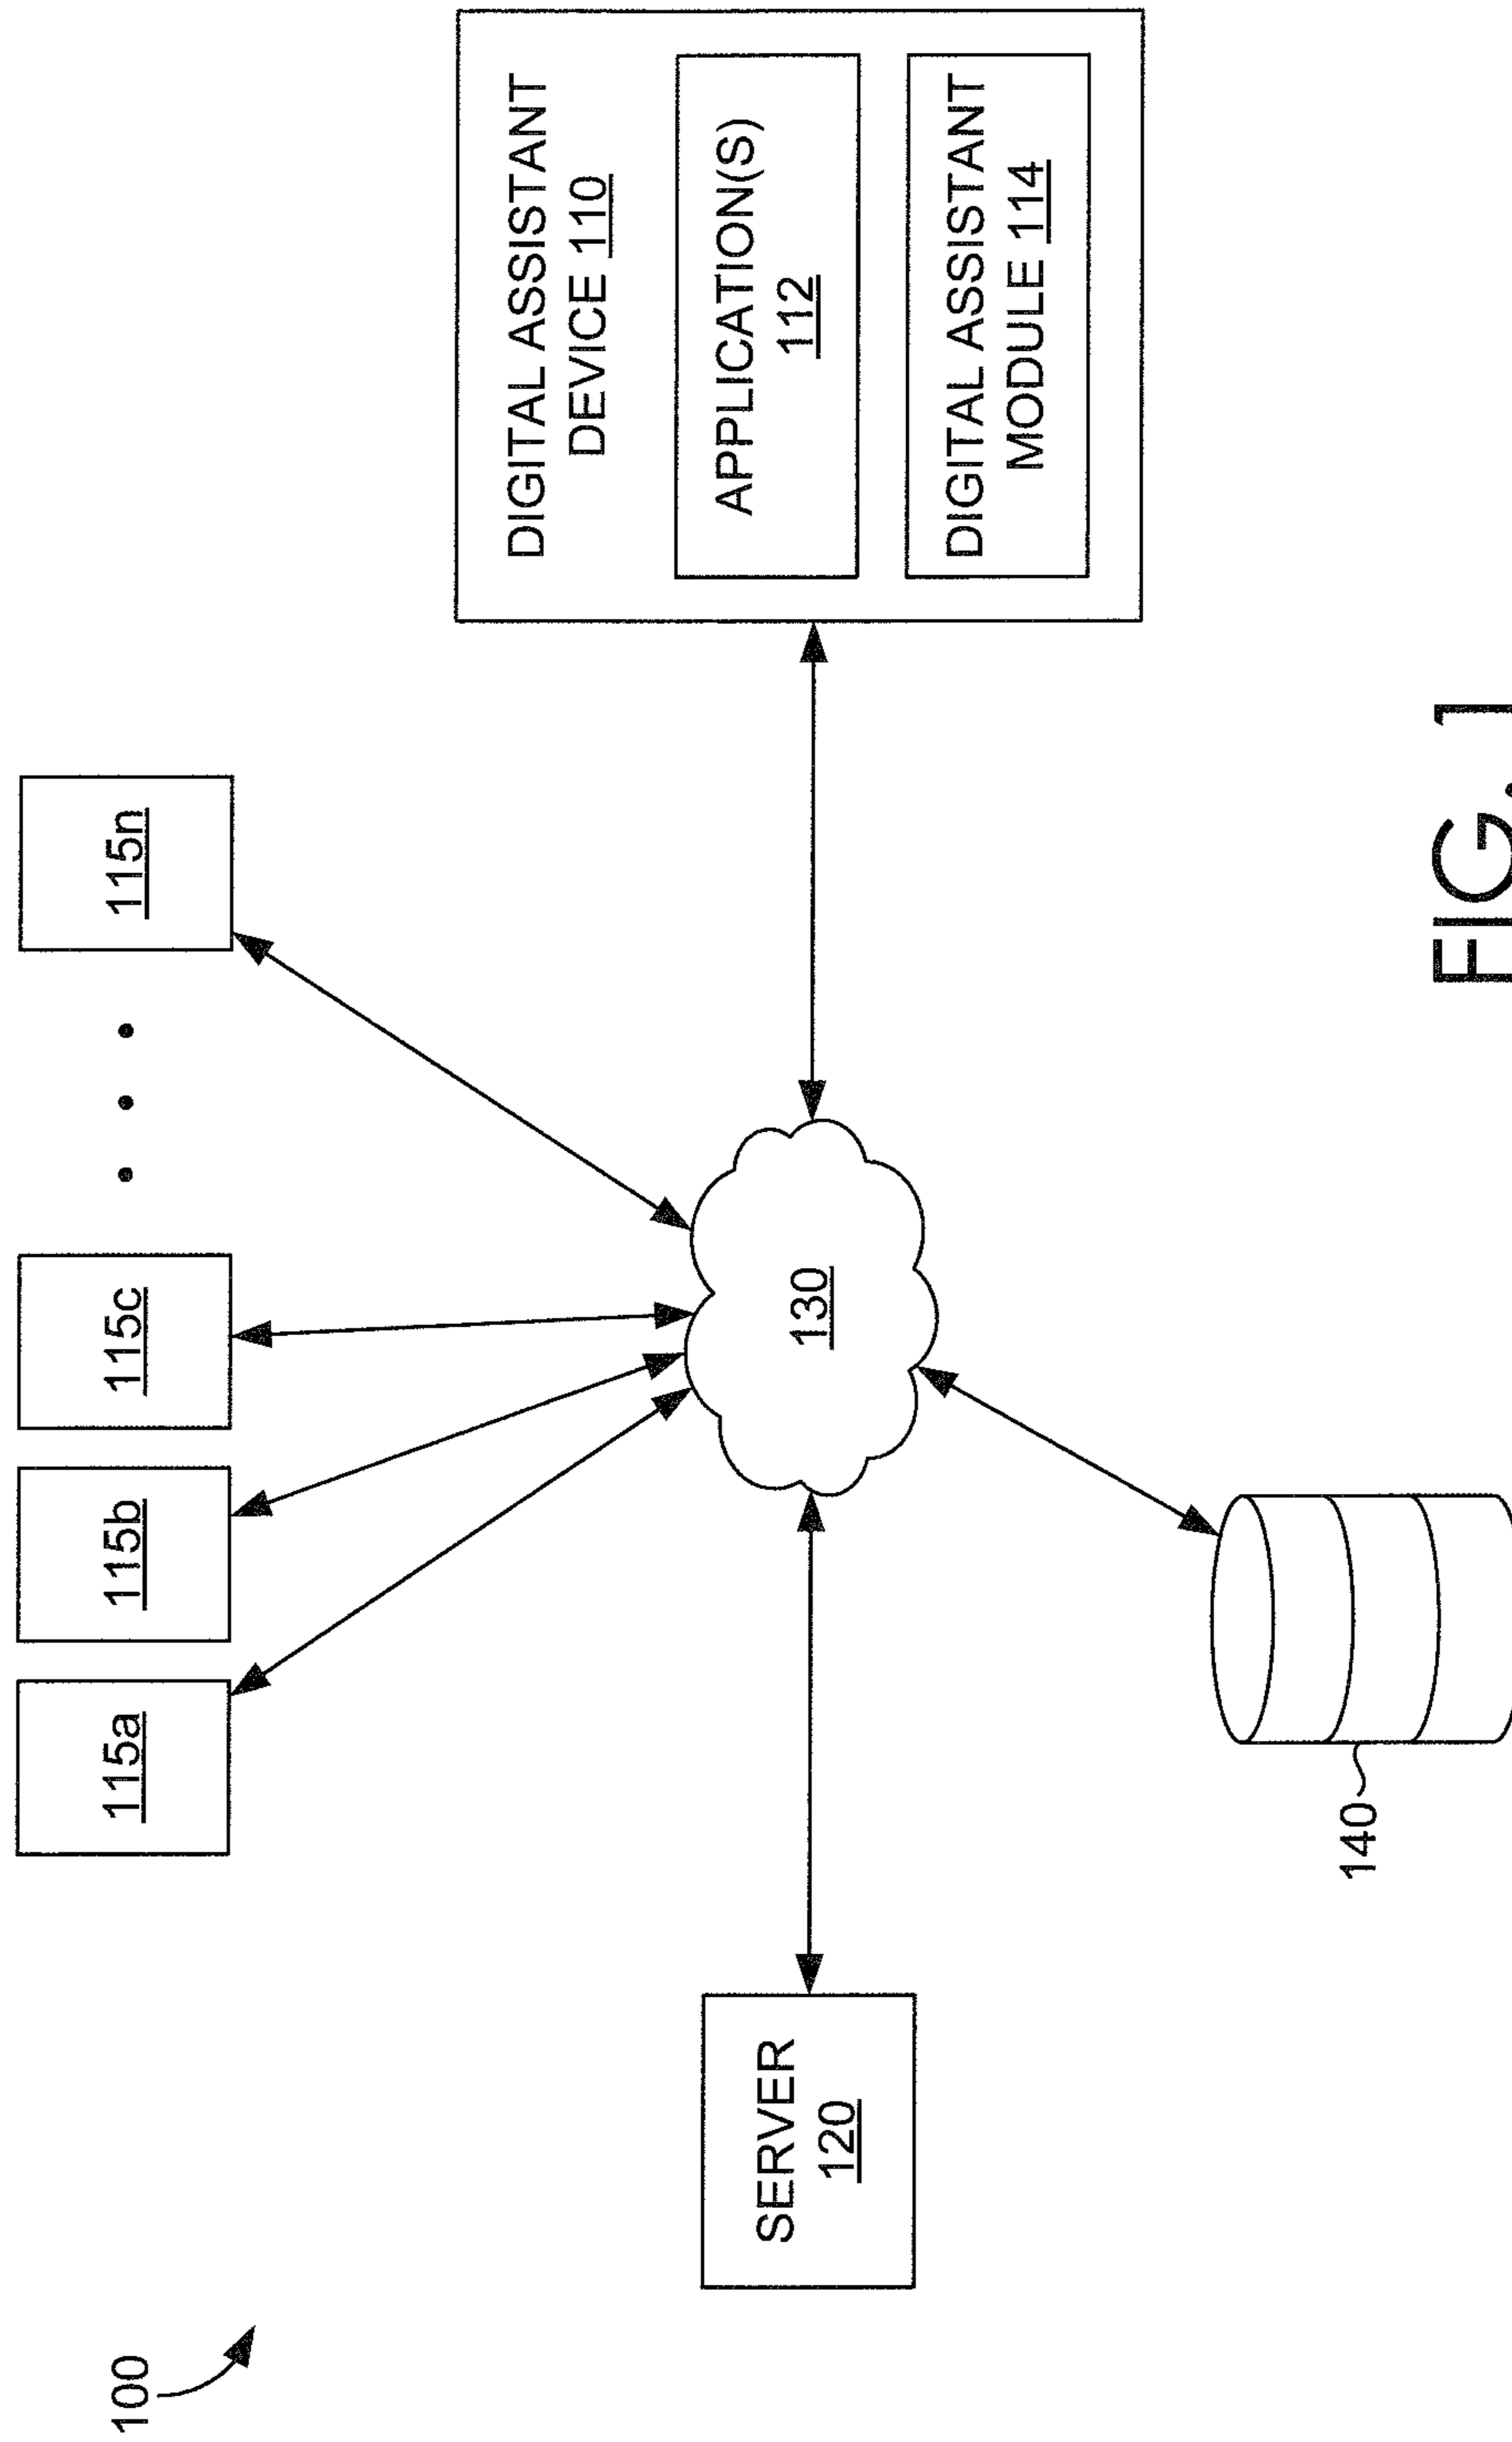 100
115a
115b
115c
115n
SERVER
120
130
DIGITAL ASSISTANT
DEVICE 110
APPLICATION(S)
112
DIGITAL ASSISTANT
MODULE 114
140
FIG. 1